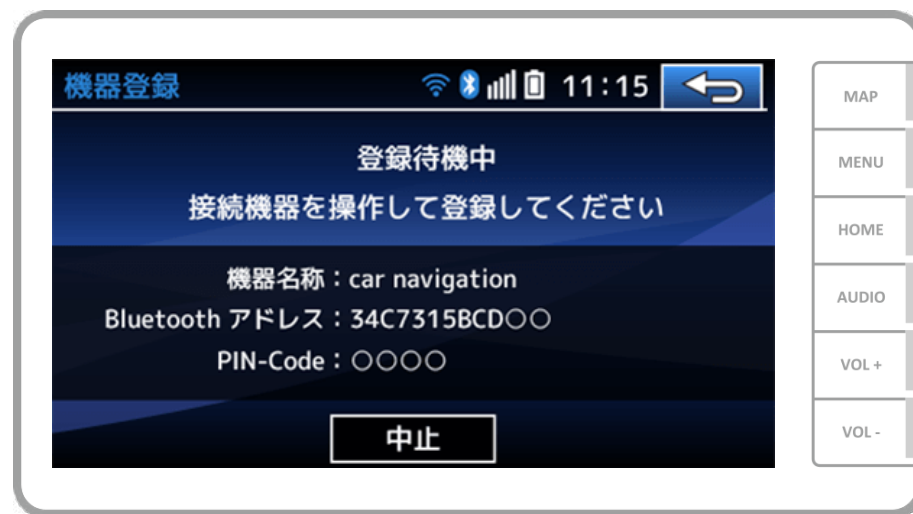 機器登録 11:15
登録待機中
接続機器を操作して登録してください
機器名称：car navigation
Bluetooth アドレス：34C7315BCD○○
PIN-Code：○○○○
中止
MAP
MENU
HOME
AUDIO
VOL +
VOL -